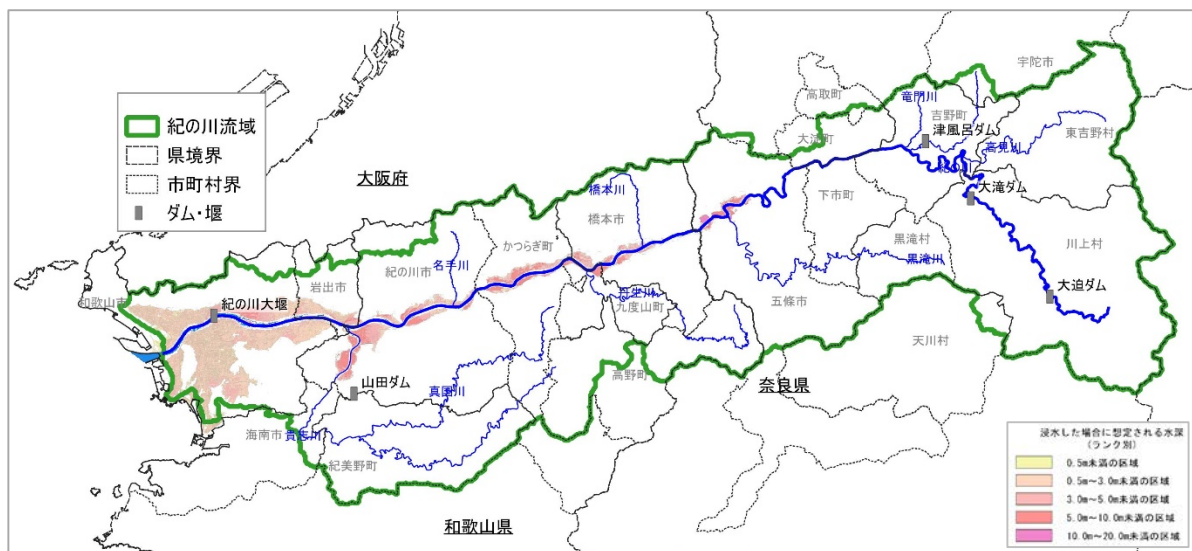 紀の川流域
県境界
市町村界
ダム・堰
大阪府
宇陀市
高取町
竜門川
吉野町
大淀町
津風呂ダム
東吉野村
高見川
紀の川
大滝ダム
下市町
橋本川
橋本市
かつらぎ町
黒滝村
川上村
紀の川市
名手川
黒滝川
岩出市
大迫ダム
和歌山市
紀の川大堰
丹生川
九度山町
五條市
天川村
高野町
奈良県
山田ダム
真国川
海南市
貴志川
紀美野町
和歌山県
浸水した場合に想定される水深
(ランク別)
0.5m未満の区域
0.5m~3.0m未満の区域
3.0m~5.0m未満の区域
5.0m~10.0m未満の区域
10.0m~20.0m未満の区域